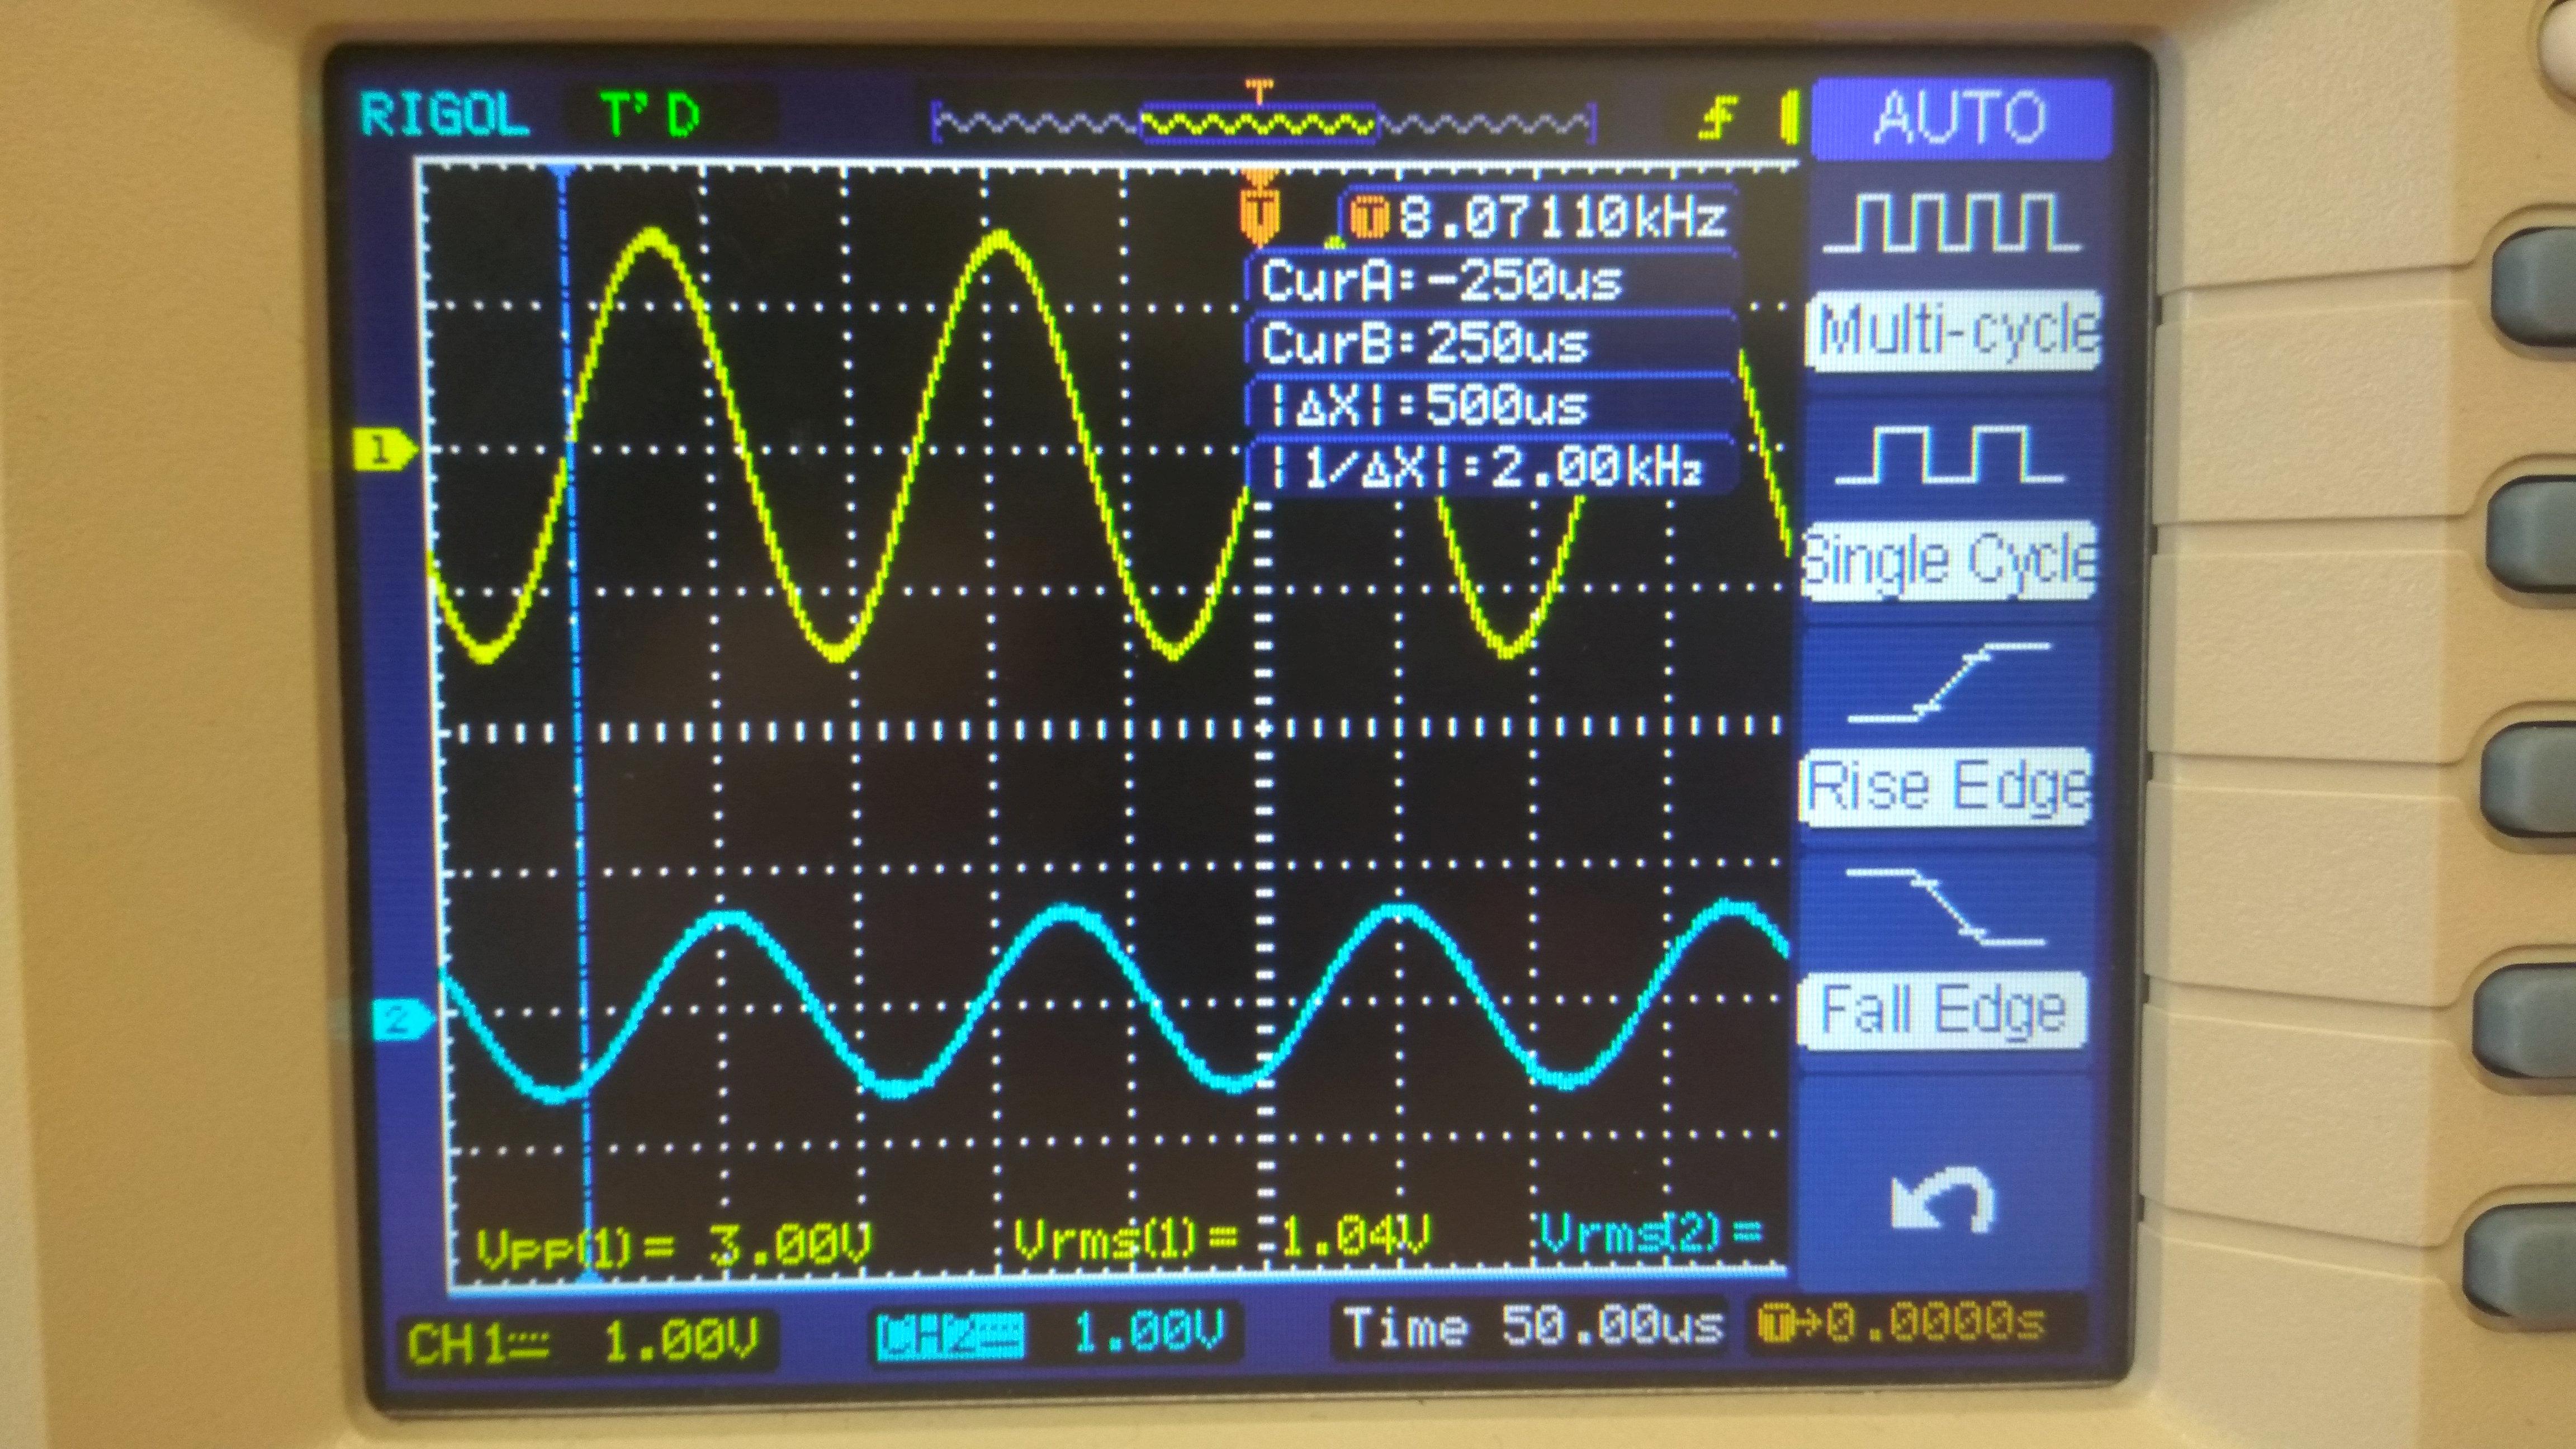 RIGOL T'D T AUTO
T T 8.07110kHz
CurA:-250us
CurB:250us
|ΔX|:500us
|1/ΔX|:2.00kHz
Multi-cycle
Single Cycle
Rise Edge
Fall Edge
1
2
Vpp(1)= 3.00V Vrms(1)= 1.04V Vrms(2)=
CH1 1.00V CH2 1.00V Time 50.00us T→0.0000s